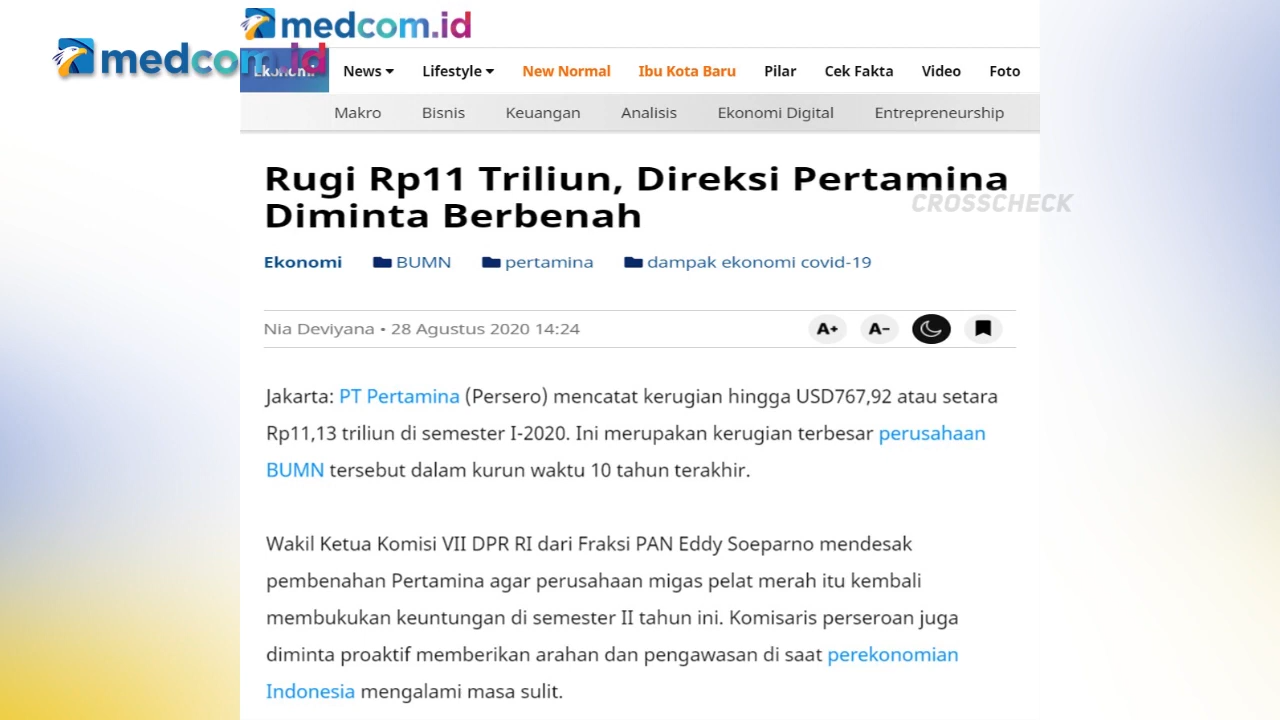 medcom.id
medcom.id
Ekonomi News Lifestyle New Normal Ibu Kota Baru Pilar Cek Fakta Video Foto
Makro Bisnis Keuangan Analisis Ekonomi Digital Entrepreneurship
Rugi Rp11 Triliun, Direksi Pertamina
Diminta Berbenah
CROSSCHECK
Ekonomi BUMN pertamina dampak ekonomi covid-19
Nia Deviyana • 28 Agustus 2020 14:24 A+ A-
Jakarta: PT Pertamina (Persero) mencatat kerugian hingga USD767,92 atau setara
Rp11,13 triliun di semester I-2020. Ini merupakan kerugian terbesar perusahaan
BUMN tersebut dalam kurun waktu 10 tahun terakhir.
Wakil Ketua Komisi VII DPR RI dari Fraksi PAN Eddy Soeparno mendesak
pembenahan Pertamina agar perusahaan migas pelat merah itu kembali
membukukan keuntungan di semester II tahun ini. Komisaris perseroan juga
diminta proaktif memberikan arahan dan pengawasan di saat perekonomian
Indonesia mengalami masa sulit.